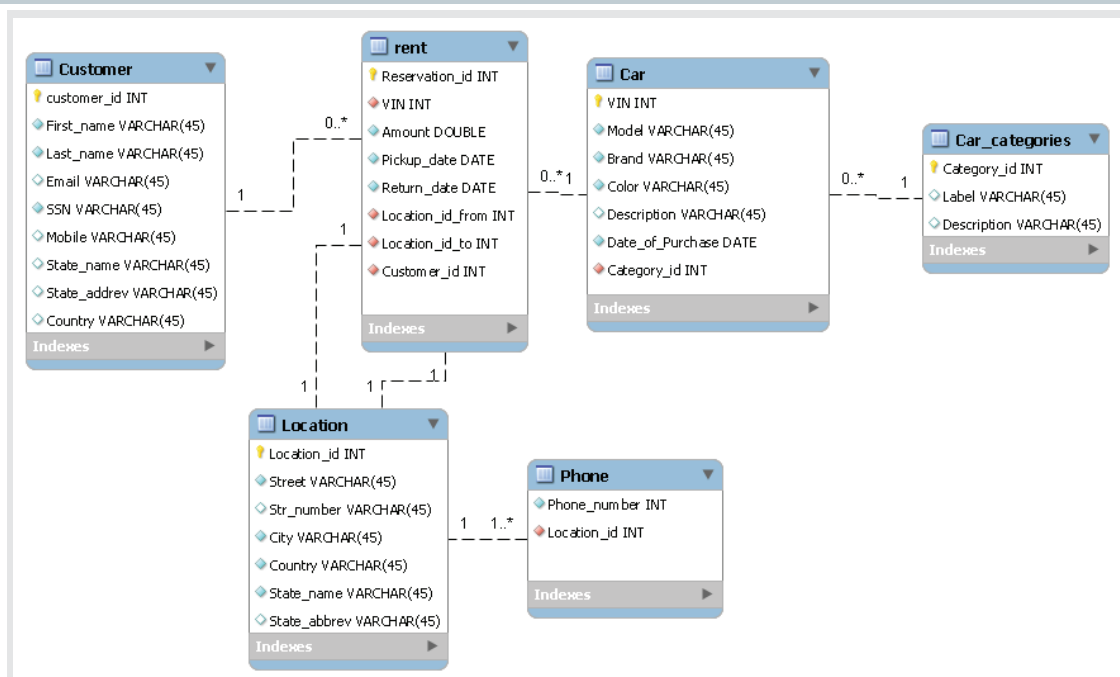 Customer
customer_id INT
First_name VARCHAR(45)
Last_name VARCHAR(45)
Email VARCHAR(45)
SSN VARCHAR(45)
Mobile VARCHAR(45)
State_name VARCHAR(45)
State_addrev VARCHAR(45)
Country VARCHAR(45)
Indexes
1
0..*
rent
Reservation_id INT
VIN INT
Amount DOUBLE
Pickup_date DATE
Return_date DATE
Location_id_from INT
Location_id_to INT
Customer_id INT
Indexes
0..* 1
Car
VIN INT
Model VARCHAR(45)
Brand VARCHAR(45)
Color VARCHAR(45)
Description VARCHAR(45)
Date_of_Purchase DATE
Category_id INT
Indexes
0..*
1
Car_categories
Category_id INT
Label VARCHAR(45)
Description VARCHAR(45)
Indexes
1
1
1
1
Location
Location_id INT
Street VARCHAR(45)
Str_number VARCHAR(45)
City VARCHAR(45)
Country VARCHAR(45)
State_name VARCHAR(45)
State_abbrev VARCHAR(45)
Indexes
1
1..*
Phone
Phone_number INT
Location_id INT
Indexes